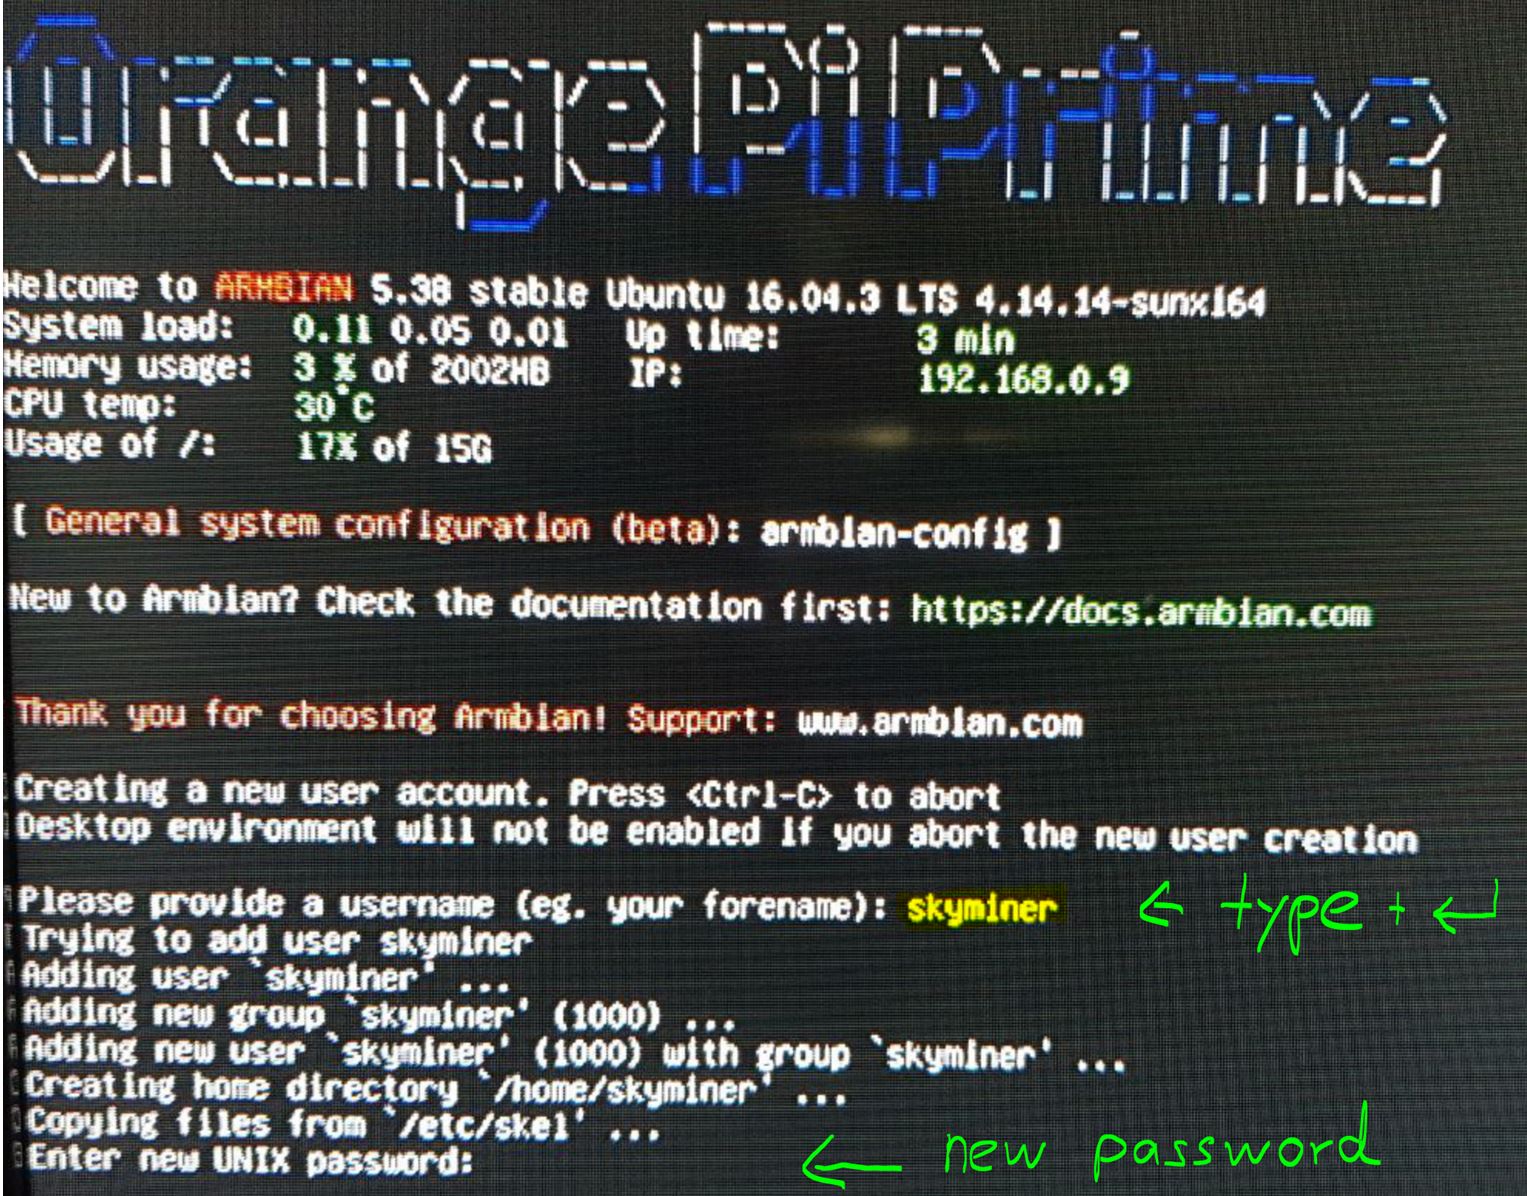 OrangePiPrime
Welcome to ARMBIAN 5.38 stable Ubuntu 16.04.3 LTS 4.14.14-sunxi64
System load: 0.11 0.05 0.01 Up time: 3 min
Memory usage: 3 % of 2002MB IP: 192.168.0.9
CPU temp: 30°C
Usage of /: 17% of 15G
[ General system configuration (beta): armbian-config ]
New to Armbian? Check the documentation first: https://docs.armbian.com
Thank you for choosing Armbian! Support: www.armbian.com
Creating a new user account. Press <Ctrl-C> to abort
Desktop environment will not be enabled if you abort the new user creation
Please provide a username (eg. your forename): skyminer ← type + ↵
Trying to add user skyminer
Adding user `skyminer' ...
Adding new group `skyminer' (1000) ...
Adding new user `skyminer' (1000) with group `skyminer' ...
Creating home directory `/home/skyminer' ...
Copying files from `/etc/skel' ...
Enter new UNIX password: ← new password